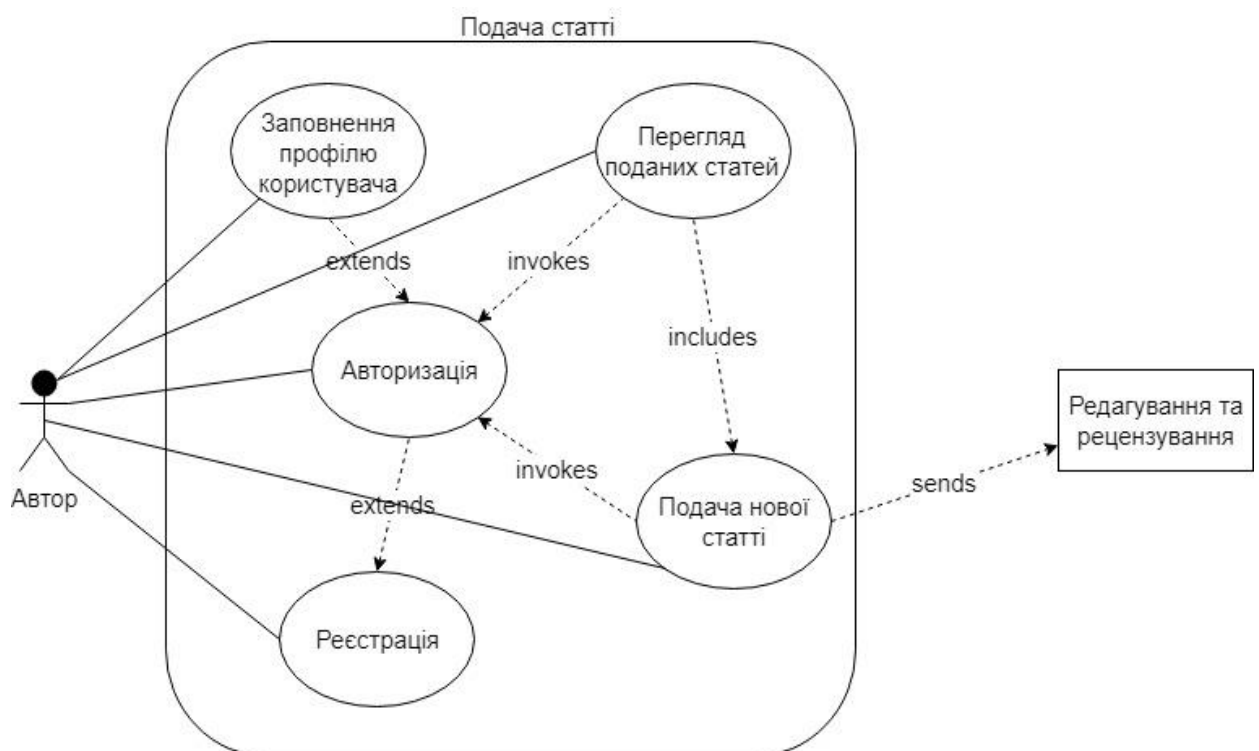 Подача статті
Заповнення
профілю
користувача
Перегляд
поданих статей
extends
invokes
includes
Авторизація
Редагування та
рецензування
invokes
sends
Автор
extends
Подача нової
статті
Реєстрація